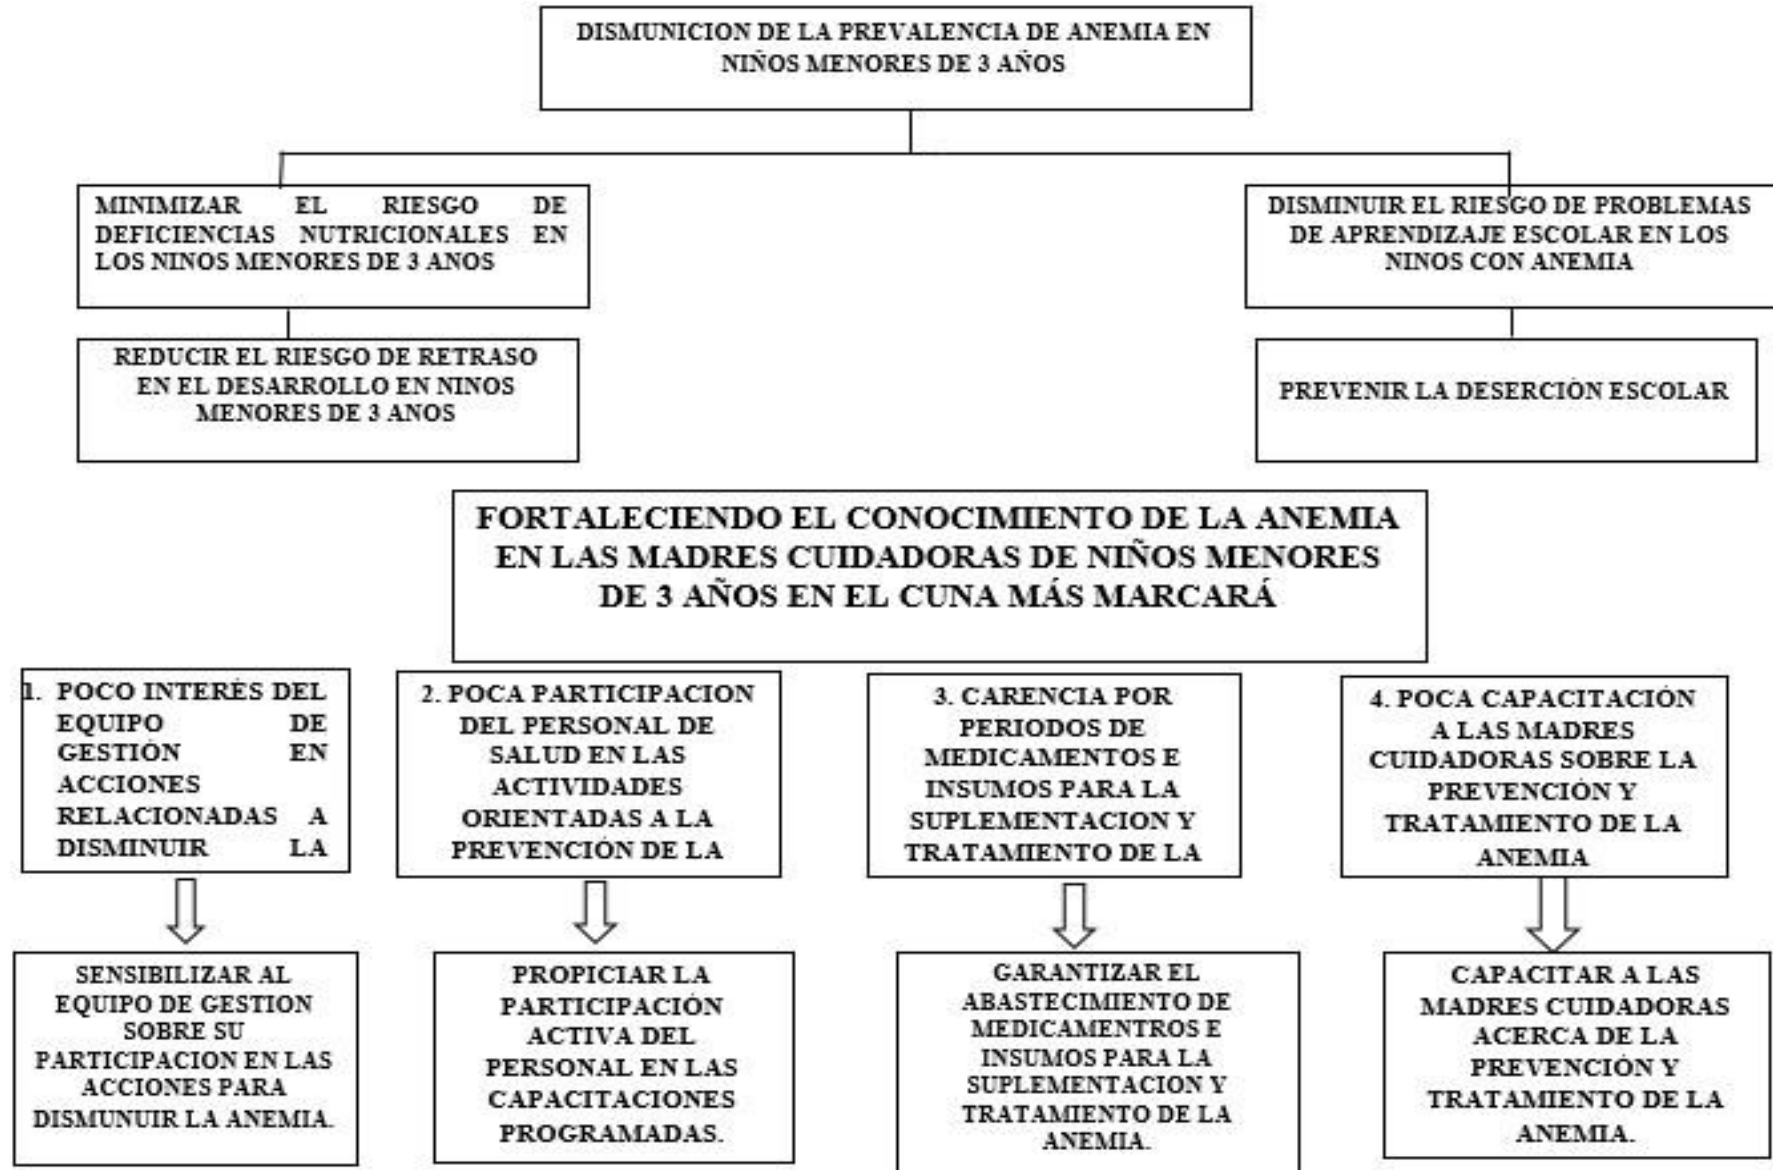 DISMUNICION DE LA PREVALENCIA DE ANEMIA EN
NIÑOS MENORES DE 3 AÑOS
MINIMIZAR EL RIESGO DE
DEFICIENCIAS NUTRICIONALES EN
LOS NINOS MENORES DE 3 ANOS
DISMINUIR EL RIESGO DE PROBLEMAS
DE APRENDIZAJE ESCOLAR EN LOS
NINOS CON ANEMIA
REDUCIR EL RIESGO DE RETRASO
EN EL DESARROLLO EN NINOS
MENORES DE 3 ANOS
PREVENIR LA DESERCIÓN ESCOLAR
FORTALECIENDO EL CONOCIMIENTO DE LA ANEMIA
EN LAS MADRES CUIDADORAS DE NIÑOS MENORES
DE 3 AÑOS EN EL CUNA MÁS MARCARÁ
1. POCO INTERÉS DEL
EQUIPO DE
GESTIÓN EN
ACCIONES
RELACIONADAS A
DISMINUIR LA
2. POCA PARTICIPACION
DEL PERSONAL DE
SALUD EN LAS
ACTIVIDADES
ORIENTADAS A LA
PREVENCIÓN DE LA
3. CARENCIA POR
PERIODOS DE
MEDICAMENTOS E
INSUMOS PARA LA
SUPLEMENTACION Y
TRATAMIENTO DE LA
4. POCA CAPACITACIÓN
A LAS MADRES
CUIDADORAS SOBRE LA
PREVENCIÓN Y
TRATAMIENTO DE LA
ANEMIA
SENSIBILIZAR AL
EQUIPO DE GESTION
SOBRE SU
PARTICIPACION EN LAS
ACCIONES PARA
DISMUNUIR LA ANEMIA.
PROPICIAR LA
PARTICIPACIÓN
ACTIVA DEL
PERSONAL EN LAS
CAPACITACIONES
PROGRAMADAS.
GARANTIZAR EL
ABASTECIMIENTO DE
MEDICAMENTROS E
INSUMOS PARA LA
SUPLEMENTACION Y
TRATAMIENTO DE LA
ANEMIA.
CAPACITAR A LAS
MADRES CUIDADORAS
ACERCA DE LA
PREVENCIÓN Y
TRATAMIENTO DE LA
ANEMIA.